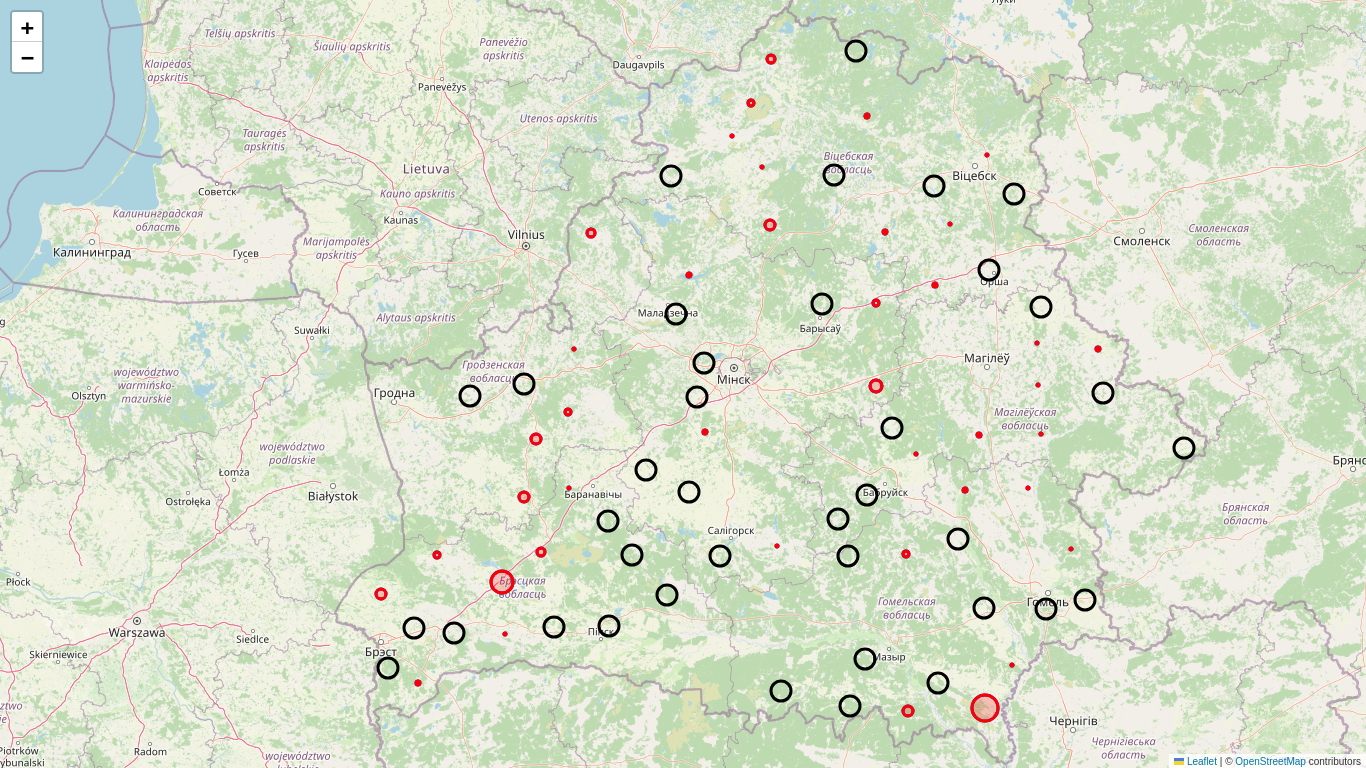 +
−
Луки
Telšių apskritis
Šiaulių apskritis
Panevėžio
apskritis
Daugavpils
Klaipėdos
apskritis
Panevėžys
Utenos apskritis
Tauragės
apskritis
Lietuva
Віцебская
вобласць
Віцебск
Советск
Kauno apskritis
Калининградская
область
Kaunas
Vilnius
Смоленск
Смоленская
область
Калининград
Гусев
Marijampolės
apskritis
Орша
Alytaus apskritis
Маладзечна
Suwałki
Барысаў
Магілёў
Гродзенская
вобласць
Мінск
województwo
warmińsko-
mazurskie
Olsztyn
Гродна
Магілёўская
вобласць
województwo
podlaskie
Łomża
Брянс
Ostrołęka
Białystok
Баранавічы
Бабруйск
Брянская
область
Салігорск
Płock
Брэсцкая
вобласць
Гомельская
вобласць
Гомель
Warszawa
Siedlce
Пінск
Skierniewice
Брэст
Мазыр
Чернігів
Piotrków
ybunalski
Radom
województwo
Чернігівська
область
Leaflet | © OpenStreetMap contributors